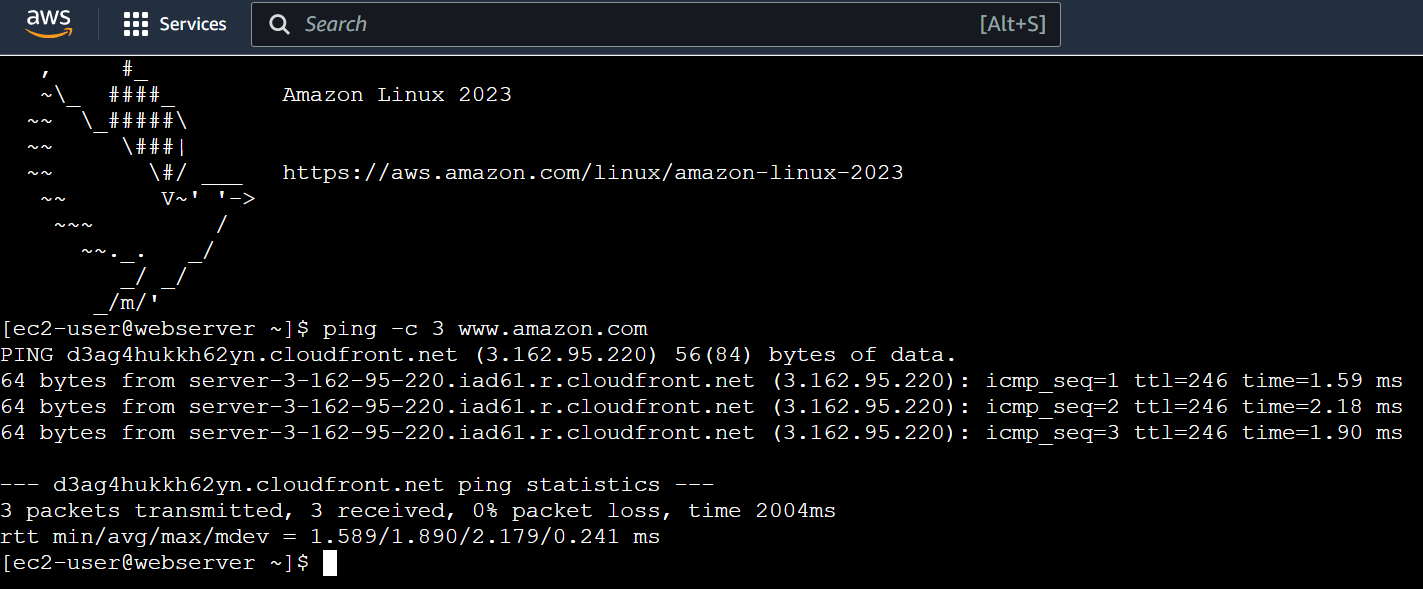 aws Services Search [Alt+S]
   ,     #_
   ~\_  ####_        Amazon Linux 2023
  ~~  \_#####\
  ~~     \###|
  ~~       \#/ ___   https://aws.amazon.com/linux/amazon-linux-2023
   ~~       V~' '->
    ~~~         /
      ~~._.   _/
         _/ _/
       _/m/'
[ec2-user@webserver ~]$ ping -c 3 www.amazon.com
PING d3ag4hukkh62yn.cloudfront.net (3.162.95.220) 56(84) bytes of data.
64 bytes from server-3-162-95-220.iad61.r.cloudfront.net (3.162.95.220): icmp_seq=1 ttl=246 time=1.59 ms
64 bytes from server-3-162-95-220.iad61.r.cloudfront.net (3.162.95.220): icmp_seq=2 ttl=246 time=2.18 ms
64 bytes from server-3-162-95-220.iad61.r.cloudfront.net (3.162.95.220): icmp_seq=3 ttl=246 time=1.90 ms

--- d3ag4hukkh62yn.cloudfront.net ping statistics ---
3 packets transmitted, 3 received, 0% packet loss, time 2004ms
rtt min/avg/max/mdev = 1.589/1.890/2.179/0.241 ms
[ec2-user@webserver ~]$